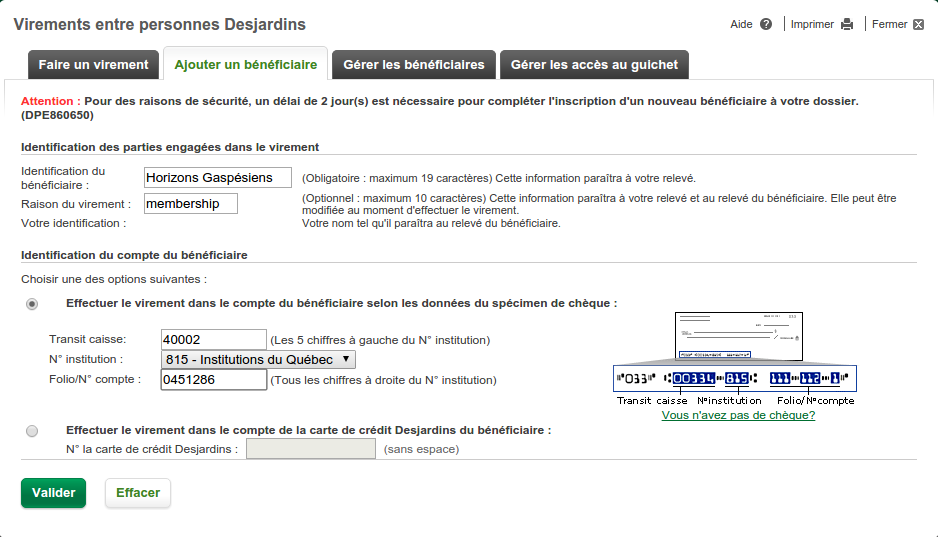 Virements entre personnes Desjardins
Aide ? | Imprimer | Fermer
Faire un virement
Ajouter un bénéficiaire
Gérer les bénéficiaires
Gérer les accès au guichet
Attention : Pour des raisons de sécurité, un délai de 2 jour(s) est nécessaire pour compléter l'inscription d'un nouveau bénéficiaire à votre dossier.
(DPE860650)
Identification des parties engagées dans le virement
Identification du
bénéficiaire :
Horizons Gaspésiens
(Obligatoire : maximum 19 caractères) Cette information paraîtra à votre relevé.
Raison du virement :
membership
(Optionnel : maximum 10 caractères) Cette information paraîtra à votre relevé et au relevé du bénéficiaire. Elle peut être
modifiée au moment d'effectuer le virement.
Votre identification :
Votre nom tel qu'il paraîtra au relevé du bénéficiaire.
Identification du compte du bénéficiaire
Choisir une des options suivantes :
Effectuer le virement dans le compte du bénéficiaire selon les données du spécimen de chèque :
Transit caisse:
40002
(Les 5 chiffres à gauche du N° institution)
N° institution :
815 - Institutions du Québec
Folio/N° compte :
0451286
(Tous les chiffres à droite du N° institution)
"033" 00334 815 111 112 1
Transit caisse N°institution Folio/N°compte
Vous n'avez pas de chèque?
Effectuer le virement dans le compte de la carte de crédit Desjardins du bénéficiaire :
N° la carte de crédit Desjardins :
(sans espace)
Valider
Effacer